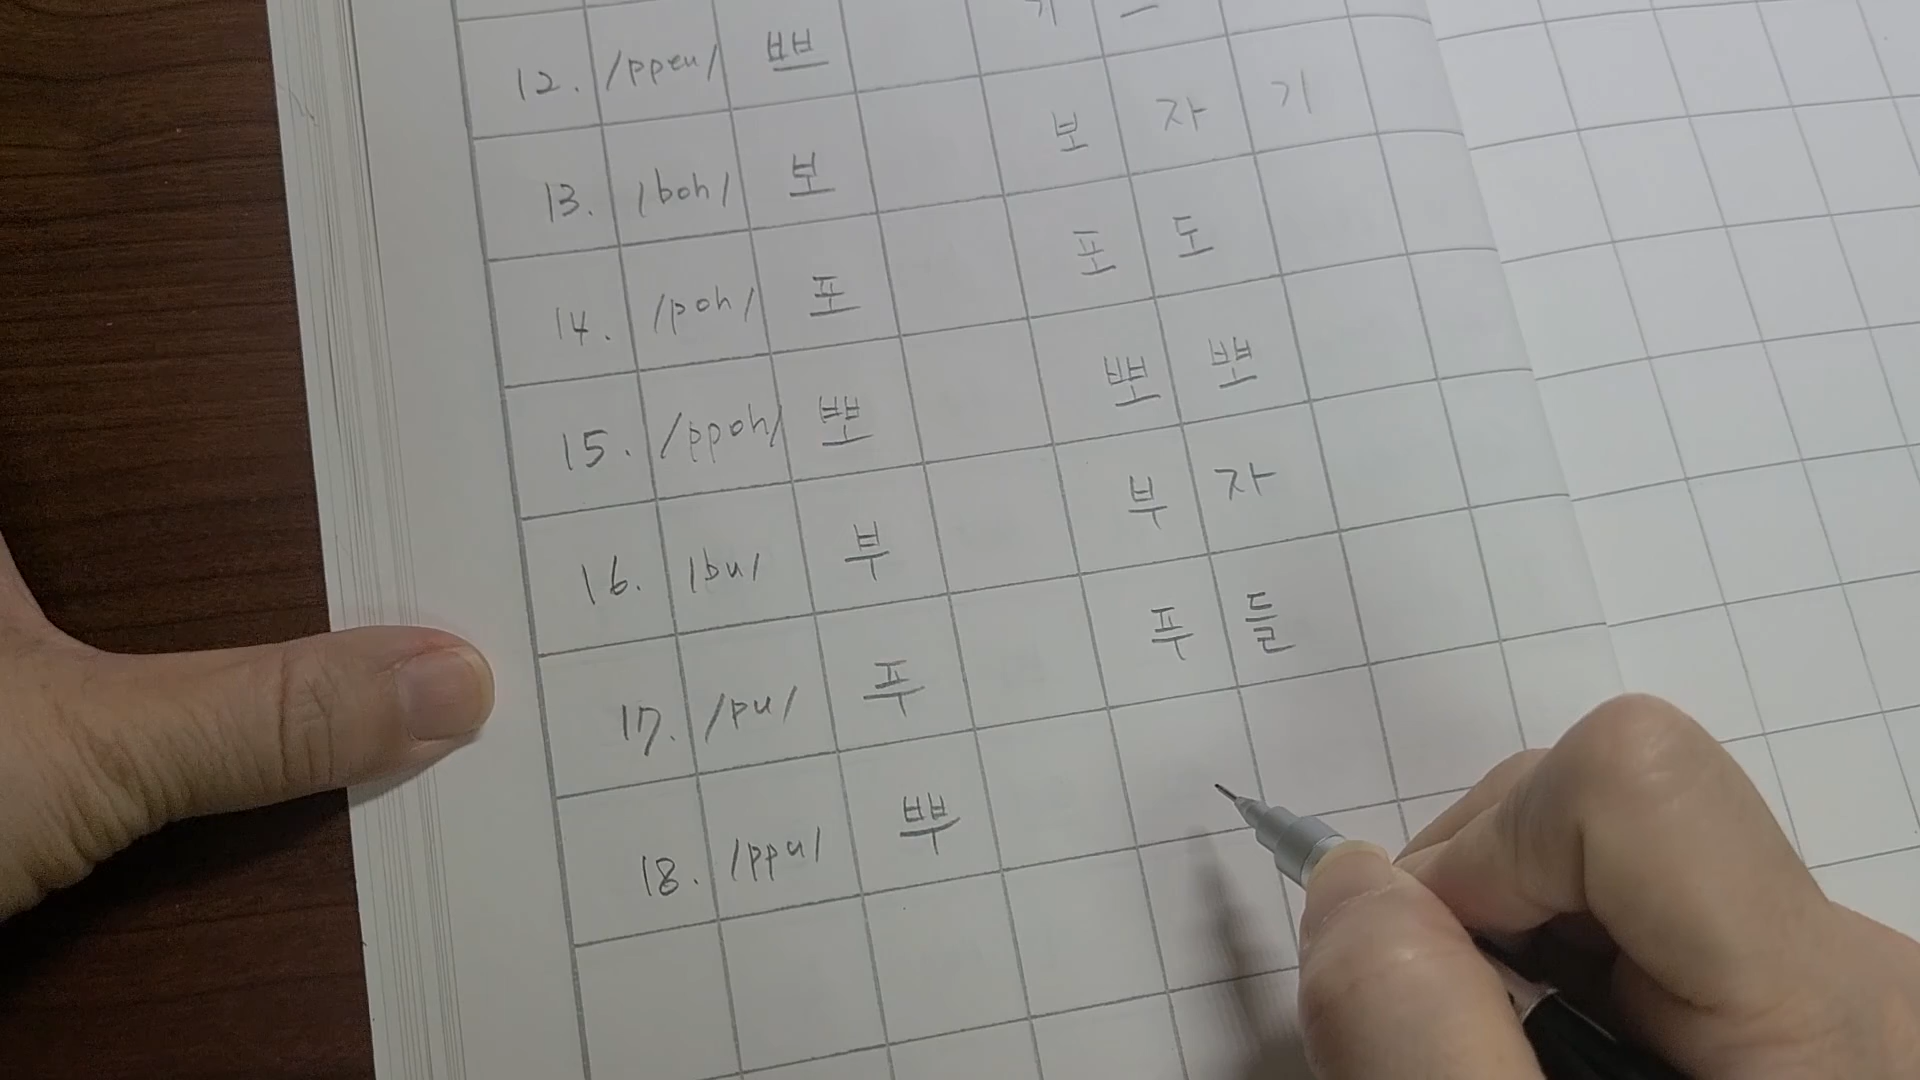 12. /ppeu/ 쁘
13. /boh/ 보 보자기
14. /poh/ 포 포도
15. /ppoh/ 뽀 뽀뽀
16. /bu/ 부 부자
17. /pu/ 푸 푸들
18. /ppu/ 뿌